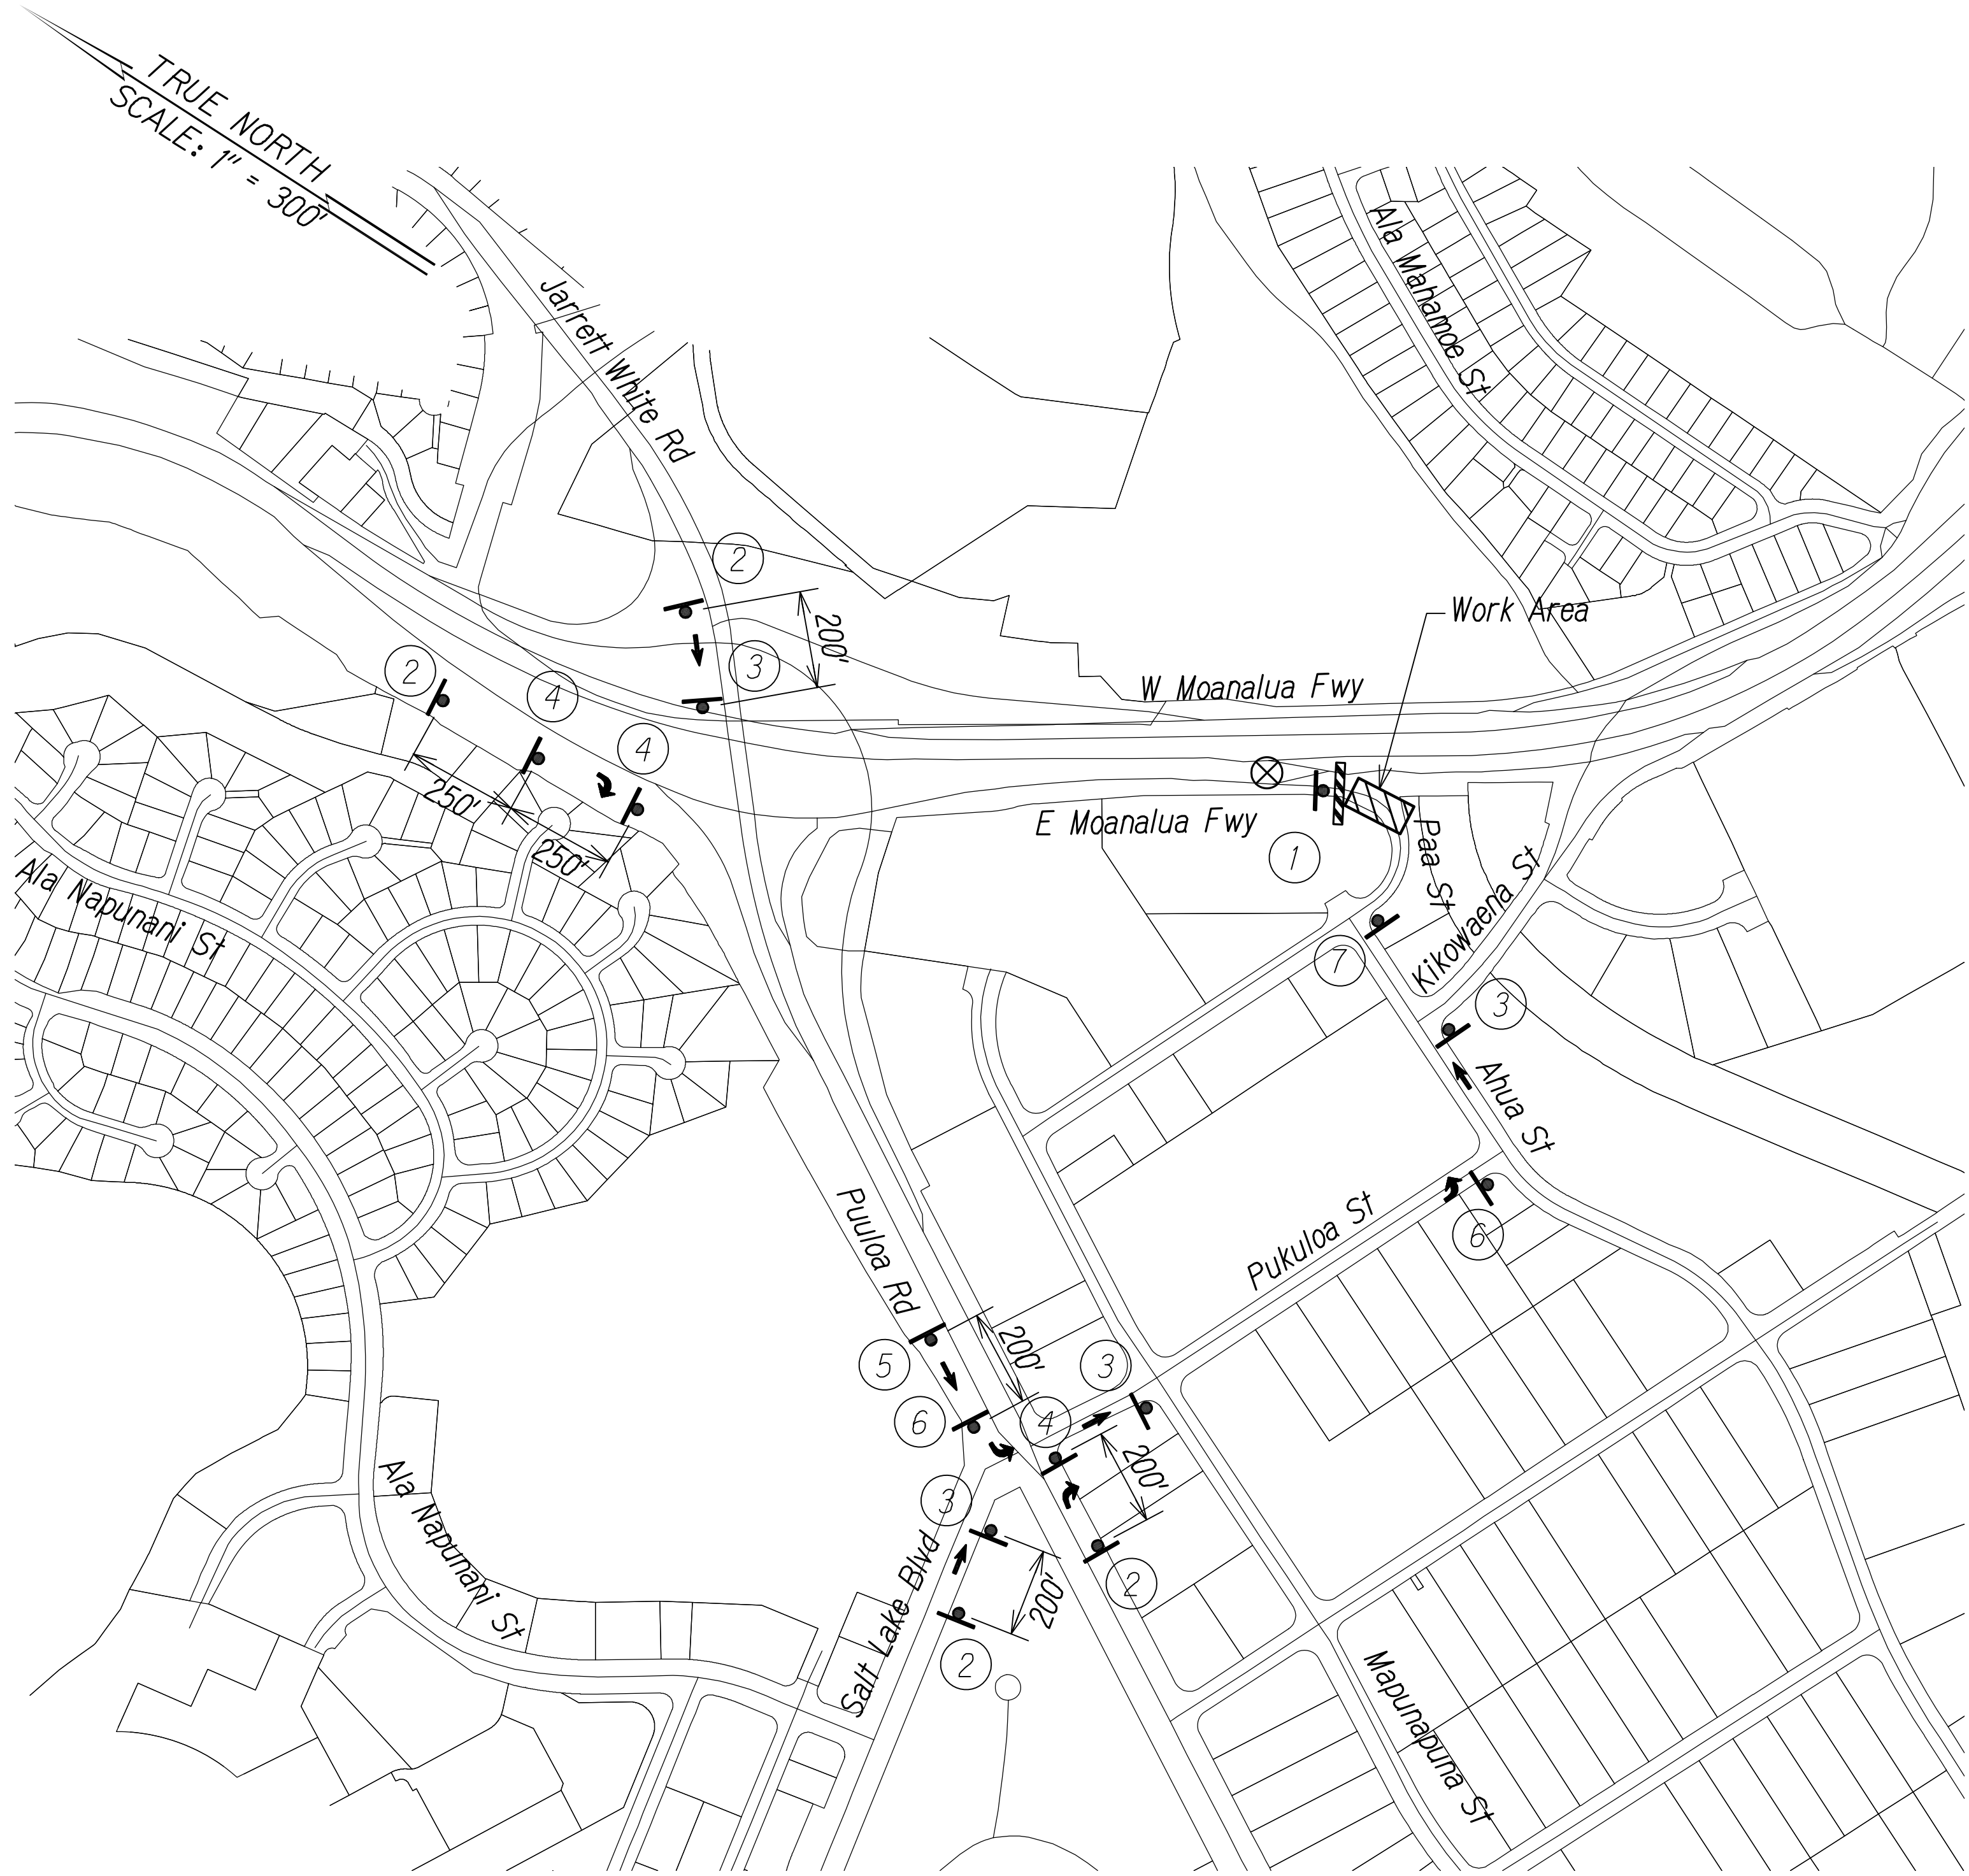 TRUE NORTH
SCALE: 1" = 300'
Jarrett White Rd
Ala Mahamoe St
2
200'
3
Work Area
W Moanalua Fwy
2
4
4
250'
250'
E Moanalua Fwy
1
Paa St
Kikowaena St
7
3
Ala Napunani St
Ahua St
Puuloa Rd
Pukuloa St
6
5
200'
3
6
4
200'
3
2
Ala Napunani St
Salt Lake Blvd
200'
2
Mapunapuna St